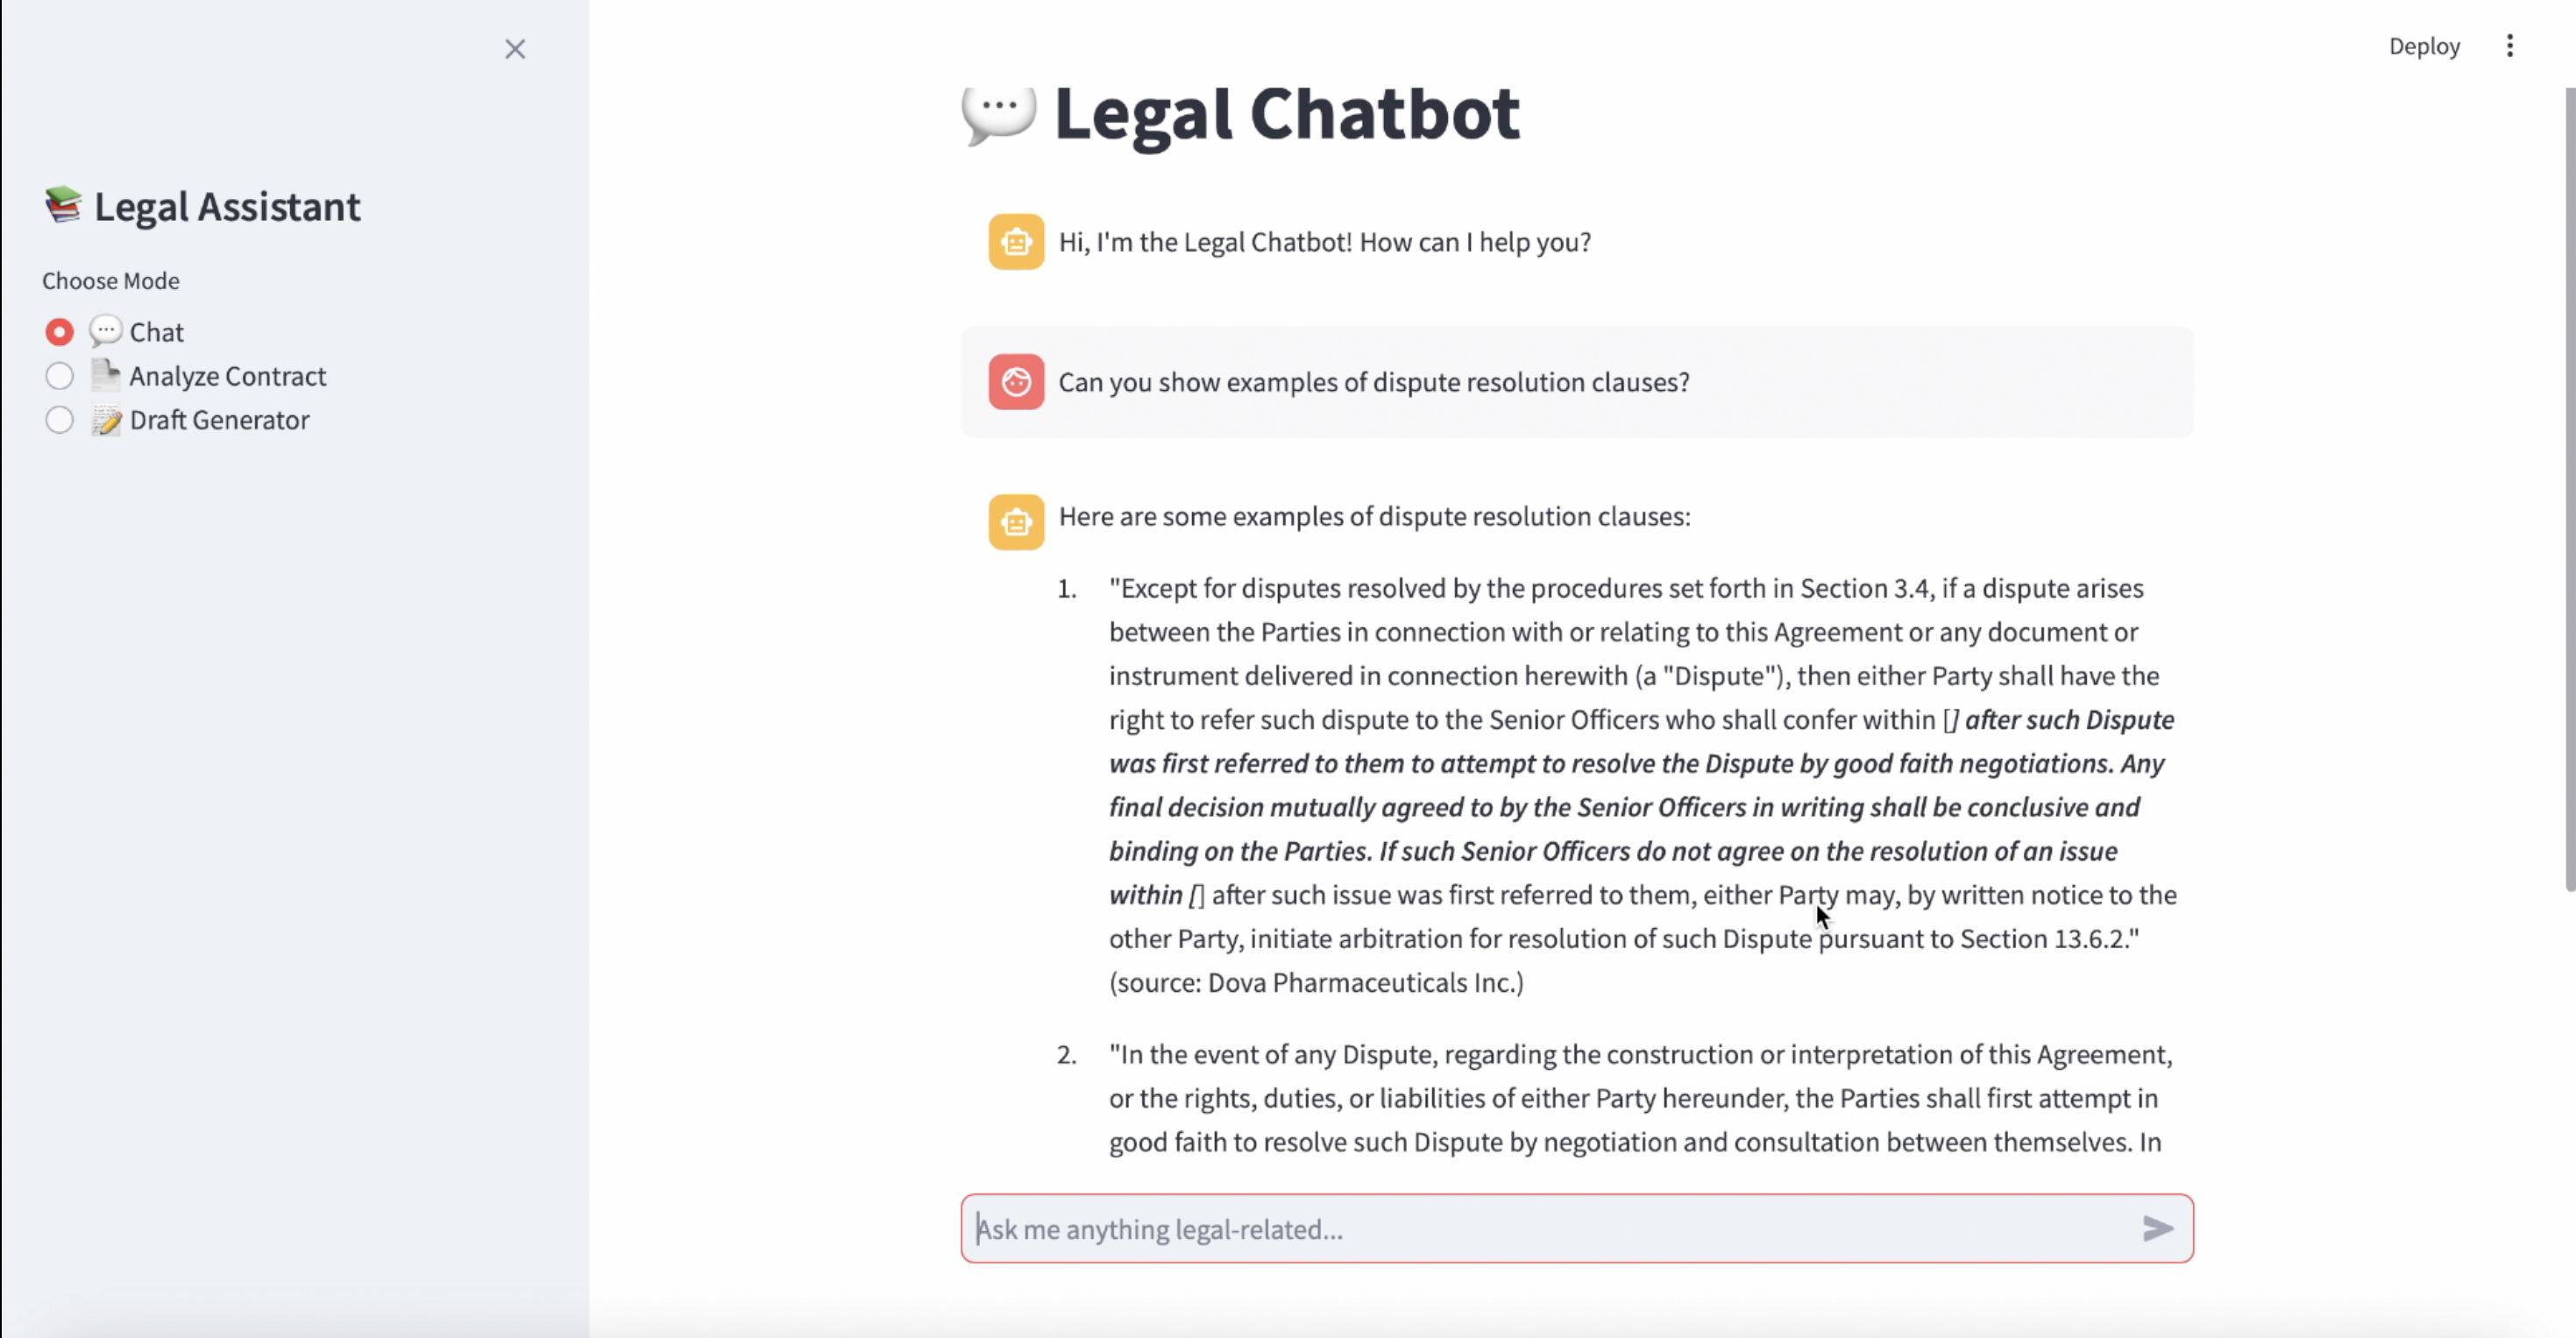 Deploy
💬 Legal Chatbot
📚 Legal Assistant
Choose Mode
💬 Chat
📄 Analyze Contract
📝 Draft Generator
Hi, I'm the Legal Chatbot! How can I help you?
Can you show examples of dispute resolution clauses?
Here are some examples of dispute resolution clauses:
1. "Except for disputes resolved by the procedures set forth in Section 3.4, if a dispute arises
between the Parties in connection with or relating to this Agreement or any document or
instrument delivered in connection herewith (a "Dispute"), then either Party shall have the
right to refer such dispute to the Senior Officers who shall confer within [] after such Dispute
was first referred to them to attempt to resolve the Dispute by good faith negotiations. Any
final decision mutually agreed to by the Senior Officers in writing shall be conclusive and
binding on the Parties. If such Senior Officers do not agree on the resolution of an issue
within [] after such issue was first referred to them, either Party may, by written notice to the
other Party, initiate arbitration for resolution of such Dispute pursuant to Section 13.6.2."
(source: Dova Pharmaceuticals Inc.)
2. "In the event of any Dispute, regarding the construction or interpretation of this Agreement,
or the rights, duties, or liabilities of either Party hereunder, the Parties shall first attempt in
good faith to resolve such Dispute by negotiation and consultation between themselves. In
Ask me anything legal-related...